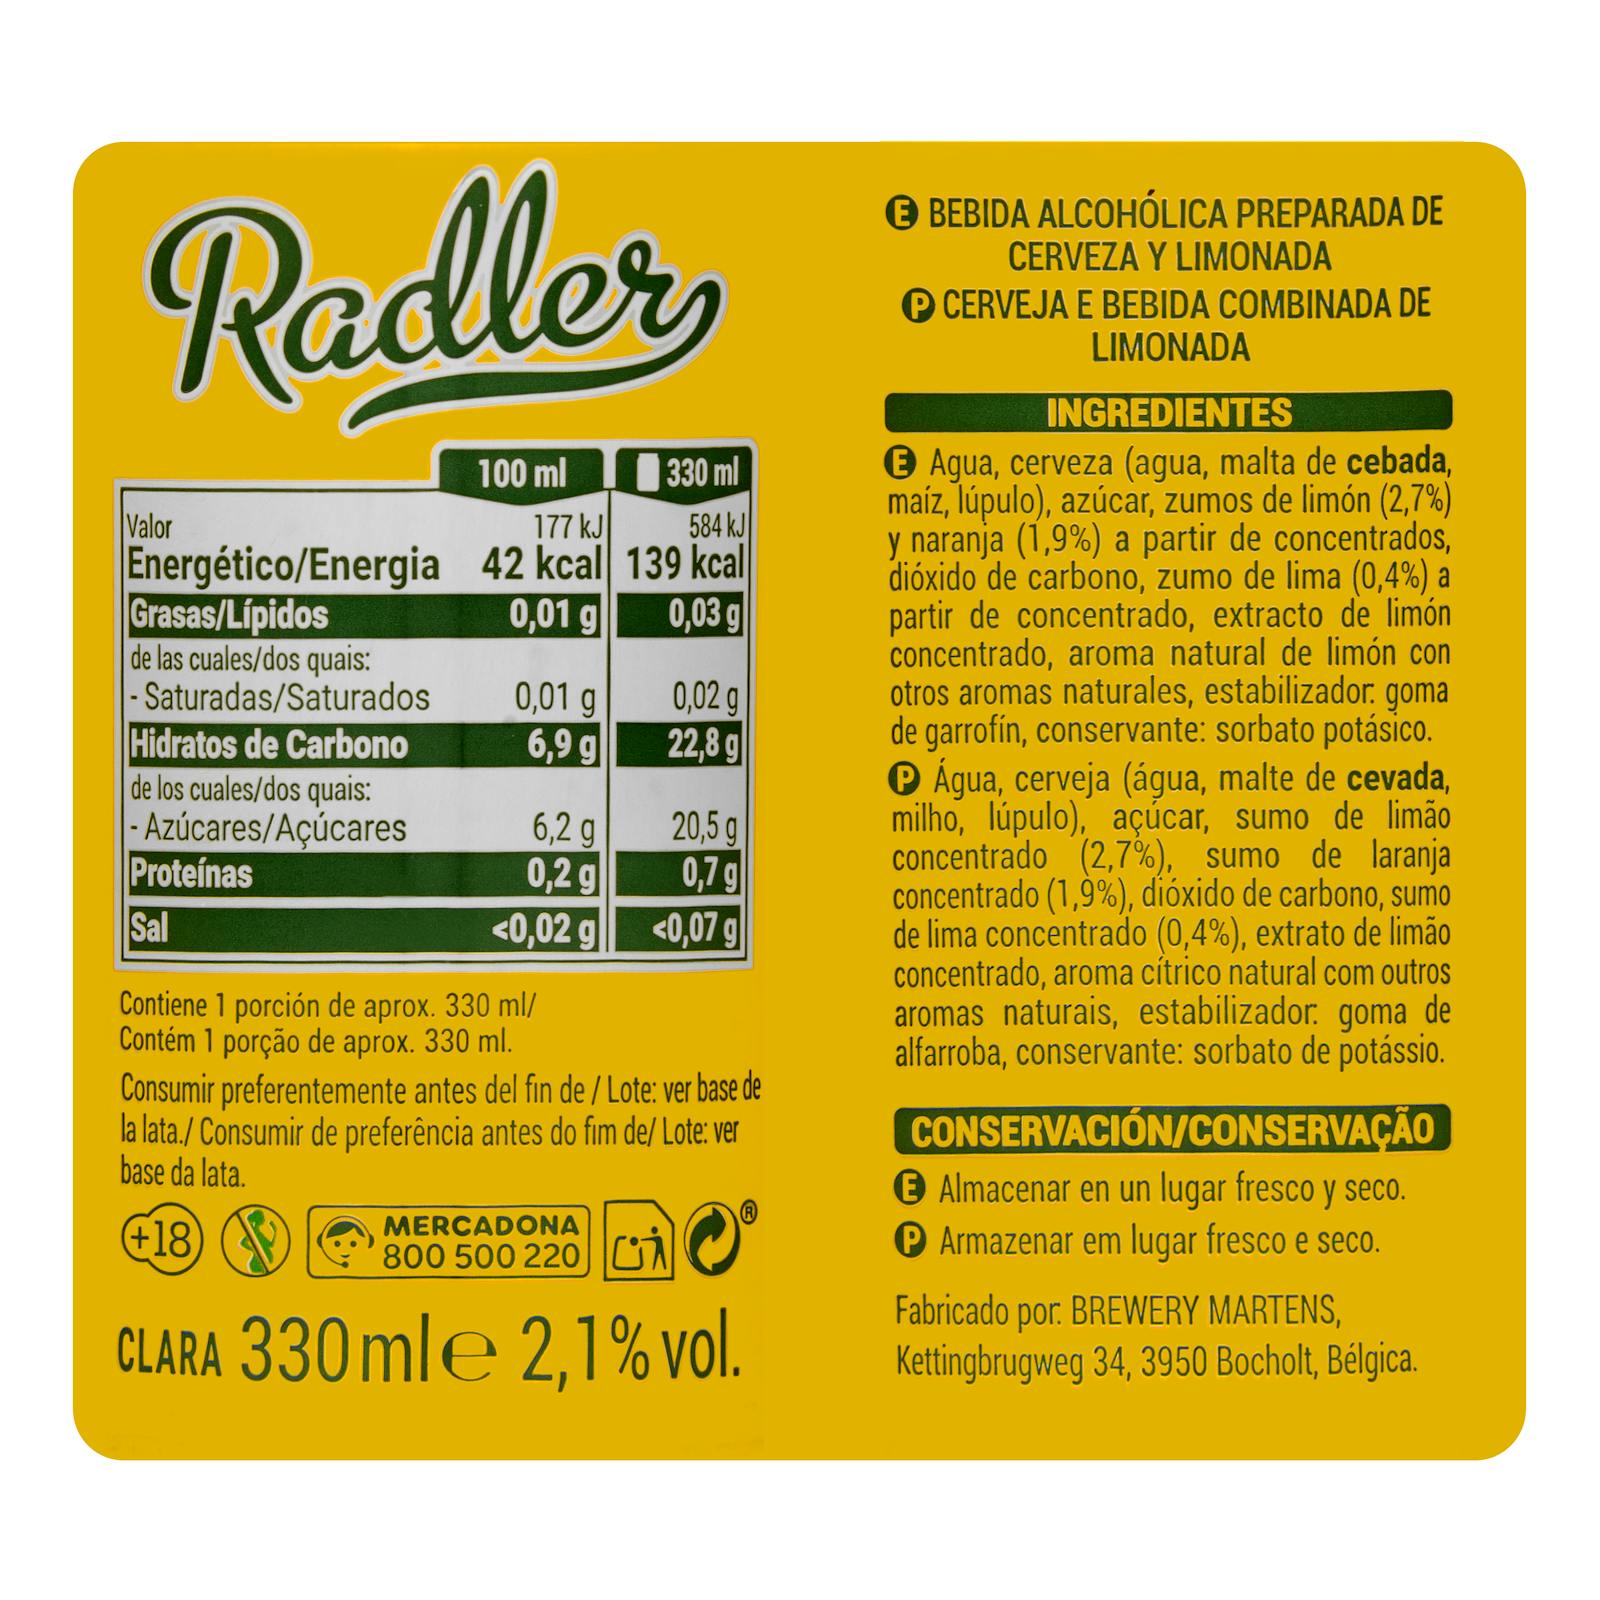 Radler
100 ml 330 ml
Valor 177 kJ 584 kJ
Energético/Energia 42 kcal 139 kcal
Grasas/Lípidos 0,01 g 0,03 g
de las cuales/dos quais:
- Saturadas/Saturados 0,01 g 0,02 g
Hidratos de Carbono 6,9 g 22,8 g
de los cuales/dos quais:
- Azúcares/Açúcares 6,2 g 20,5 g
Proteínas 0,2 g 0,7 g
Sal <0,02 g <0,07 g
Contiene 1 porción de aprox. 330 ml/
Contém 1 porção de aprox. 330 ml.
Consumir preferentemente antes del fin de / Lote: ver base de
la lata./ Consumir de preferência antes do fim de/ Lote: ver
base da lata.
+18
MERCADONA
800 500 220
®
CLARA 330 ml e 2,1% vol.
E BEBIDA ALCOHÓLICA PREPARADA DE
CERVEZA Y LIMONADA
P CERVEJA E BEBIDA COMBINADA DE
LIMONADA
INGREDIENTES
E Agua, cerveza (agua, malta de cebada,
maíz, lúpulo), azúcar, zumos de limón (2,7%)
y naranja (1,9%) a partir de concentrados,
dióxido de carbono, zumo de lima (0,4%) a
partir de concentrado, extracto de limón
concentrado, aroma natural de limón con
otros aromas naturales, estabilizador: goma
de garrofín, conservante: sorbato potásico.
P Água, cerveja (água, malte de cevada,
milho, lúpulo), açúcar, sumo de limão
concentrado (2,7%), sumo de laranja
concentrado (1,9%), dióxido de carbono, sumo
de lima concentrado (0,4%), extrato de limão
concentrado, aroma cítrico natural com outros
aromas naturais, estabilizador: goma de
alfarroba, conservante: sorbato de potássio.
CONSERVACIÓN/CONSERVAÇÃO
E Almacenar en un lugar fresco y seco.
P Armazenar em lugar fresco e seco.
Fabricado por: BREWERY MARTENS,
Kettingbrugweg 34, 3950 Bocholt, Bélgica.